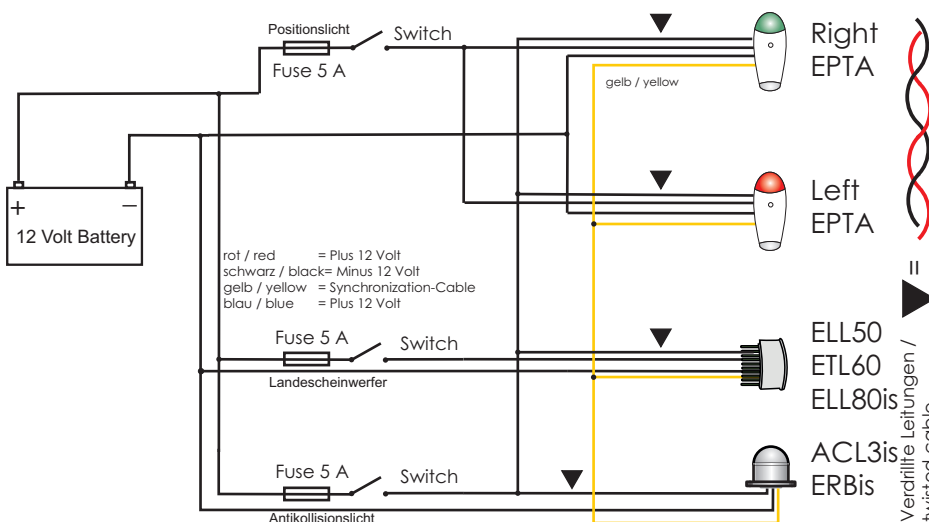 Positionslicht
Switch
Fuse 5 A
Right
EPTA
gelb / yellow
+
−
12 Volt Battery
Left
EPTA
rot / red = Plus 12 Volt
schwarz / black= Minus 12 Volt
gelb / yellow = Synchronization-Cable
blau / blue = Plus 12 Volt
=
Fuse 5 A
Switch
Landescheinwerfer
ELL50
ETL60
ELL80is
Fuse 5 A
Switch
Antikollisionslicht
ACL3is
ERBis
Verdrillte Leitungen /
twisted cable